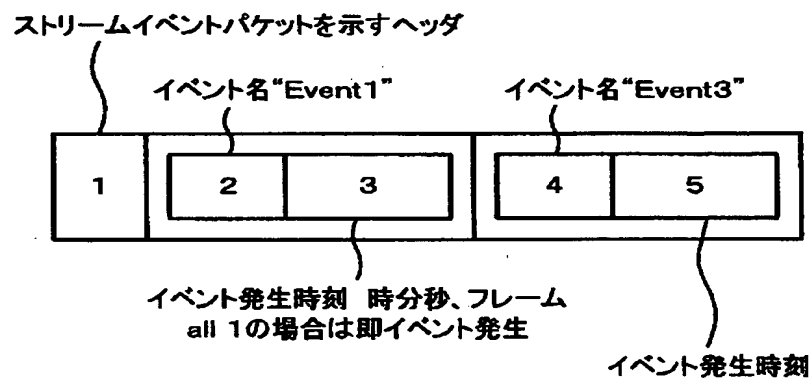 ストリームイベントパケットを示すヘッダ
イベント名“Event1”
イベント名“Event3”
1
2
3
4
5
イベント発生時刻 時分秒、フレーム
all 1の場合は即イベント発生
イベント発生時刻